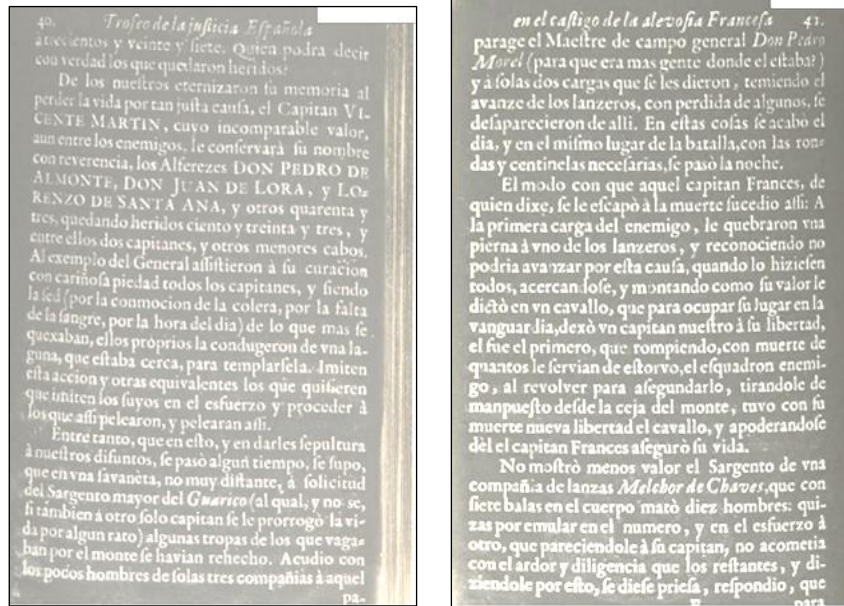 40. Trofeo de la justicia Española
atrecientos y veinte y siete. Quien podra decir
con verdad los que quedaron heridos?
De los nuestros eternizaron su memoria al
perder la vida por tan justa causa, el Capitan VI-
CENTE MARTIN, cuyo incomparable valor,
aun entre los enemigos, le conservarà su nombre
con reverencia, los Alferezes DON PEDRO DE
ALMONTE, DON JUAN DE LORA, y LO-
RENZO DE SANTA ANA, y otros quarenta y
tres, quedando heridos ciento y treinta y tres, y
entre ellos dos capitanes, y otros menores cabos.
Al exemplo del General assistieron à su curacion
con cariñosa piedad todos los capitanes, y siendo
la sed (por la conmocion de la colera, por la falta
de la sangre, por la hora del dia) de lo que mas se
quexaban, ellos proprios la condugeron de vna la-
guna, que estaba cerca, para templarsela. Imiten
esta accion y otras equivalentes los que quisieren
que imiten los suyos en el esfuerzo y proceder à
los que assi pelearon, y pelearan assi.
Entre tanto, que en esto, y en darles sepultura
à nuestros difuntos, se pasò algun tiempo, se supo,
que en vna savaneta, no muy distante, à solicitud
del Sargento mayor del Guarico (al qual, y no se,
si tambien à otro solo capitan se le prorrogò la vi-
da por algun rato) algunas tropas de los que vaga-
ban por el monte se havian rehecho. Acudio con
los pocos hombres de solas tres compañias à aquel
pa-
en el castigo de la alevosia Francesa 41.
parage el Maestre de campo general Don Pedro
Morel (para que era mas gente donde el estaba?)
y à solas dos cargas que se les dieron, temiendo el
avanze de los lanzeros, con perdida de algunos, se
desaparecieron de alli. En estas cosas se acabò el
dia, y en el mismo lugar de la batalla, con las ron-
das y centinelas necesarias, se pasò la noche.
El modo con que aquel capitan Frances, de
quien dixe, se le escapò à la muerte sucedio assi: A
la primera carga del enemigo, le quebraron vna
pierna à vno de los lanzeros, y reconociendo no
podria avanzar por esta causa, quando lo hiziesen
todos, acercandose, y montando como su valor le
dictò en vn cavallo, que para ocupar su lugar en la
vanguardia, dexò vn capitan nuestro à su libertad,
el fue el primero, que rompiendo, con muerte de
quantos le servian de estorvo, el esquadron enemi-
go, al revolver para asegundarlo, tirandole de
manpuesto desde la ceja del monte, tuvo con su
muerte nueva libertad el cavallo, y apoderandose
dèl el capitan Frances asegurò su vida.
No mostrò menos valor el Sargento de vna
compañia de lanzas Melchor de Chaves, que con
siete balas en el cuerpo matò diez hombres: qui-
zas por emular en el numero, y en el esfuerzo à
otro, que pareciendole à su capitan, no acometia
con el ardor y diligencia que los restantes, y di-
ziendole por esto, se diese priesa, respondio, que
para